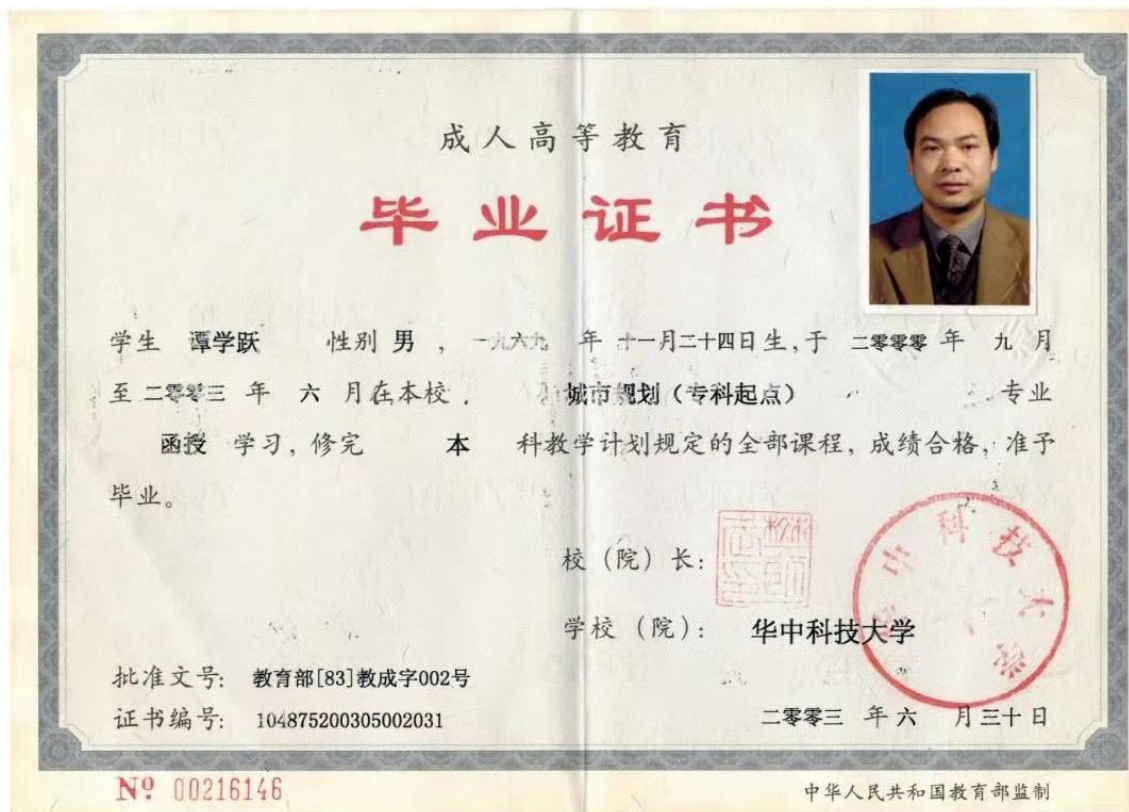 成人高等教育
毕业证书
学生 谭学跃 性别 男 ，一九六九 年 十一月二十四日生，于 二零零零 年 九 月
至 二零零三 年 六 月在本校 城市规划（专科起点） 专业
函授 学习，修完 本 科教学计划规定的全部课程，成绩合格，准予
毕业。
校（院）长：
学校（院）： 华中科技大学
华中科技大学
批准文号： 教育部[83]教成字002号
证书编号： 104875200305002031
二零零三 年 六 月三十日
№ 00216146
中华人民共和国教育部监制